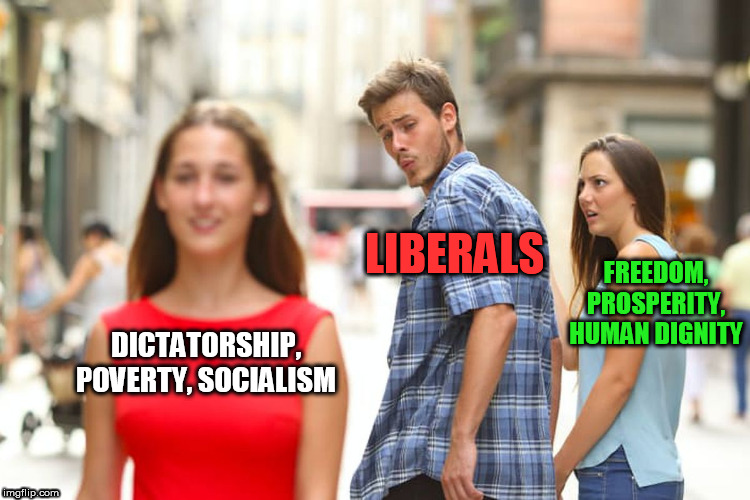 LIBERALS
FREEDOM,
PROSPERITY,
HUMAN DIGNITY
DICTATORSHIP,
POVERTY, SOCIALISM
imgflip.com